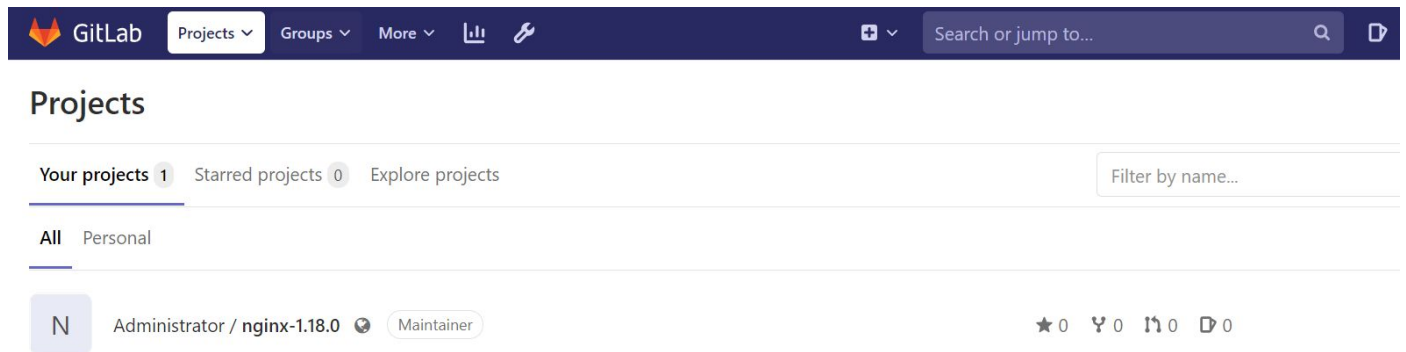 GitLab Projects Groups More Search or jump to...
Projects
Your projects 1 Starred projects 0 Explore projects Filter by name...
All Personal
N Administrator / nginx-1.18.0 Maintainer 0 0 0 0